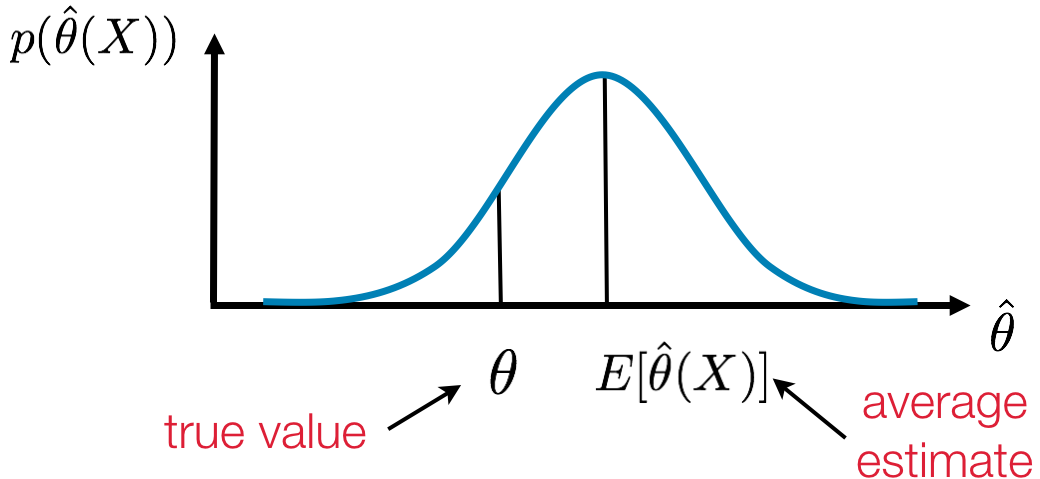 p(θ̂(X))
θ̂
θ
E[θ̂(X)]
true value
average
estimate